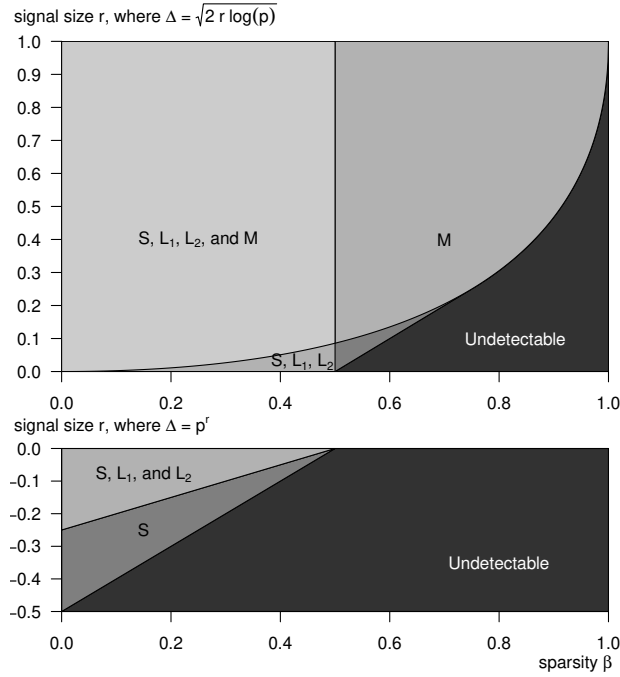 signal size r, where Δ = √2 r log(p)
1.0
0.9
0.8
0.7
0.6
0.5
0.4
0.3
0.2
0.1
0.0
S, L₁, L₂, and M
M
S, L₁, L₂
Undetectable
0.0 0.2 0.4 0.6 0.8 1.0
signal size r, where Δ = pʳ
0.0
−0.1
−0.2
−0.3
−0.4
−0.5
S, L₁, and L₂
S
Undetectable
0.0 0.2 0.4 0.6 0.8 1.0
sparsity β